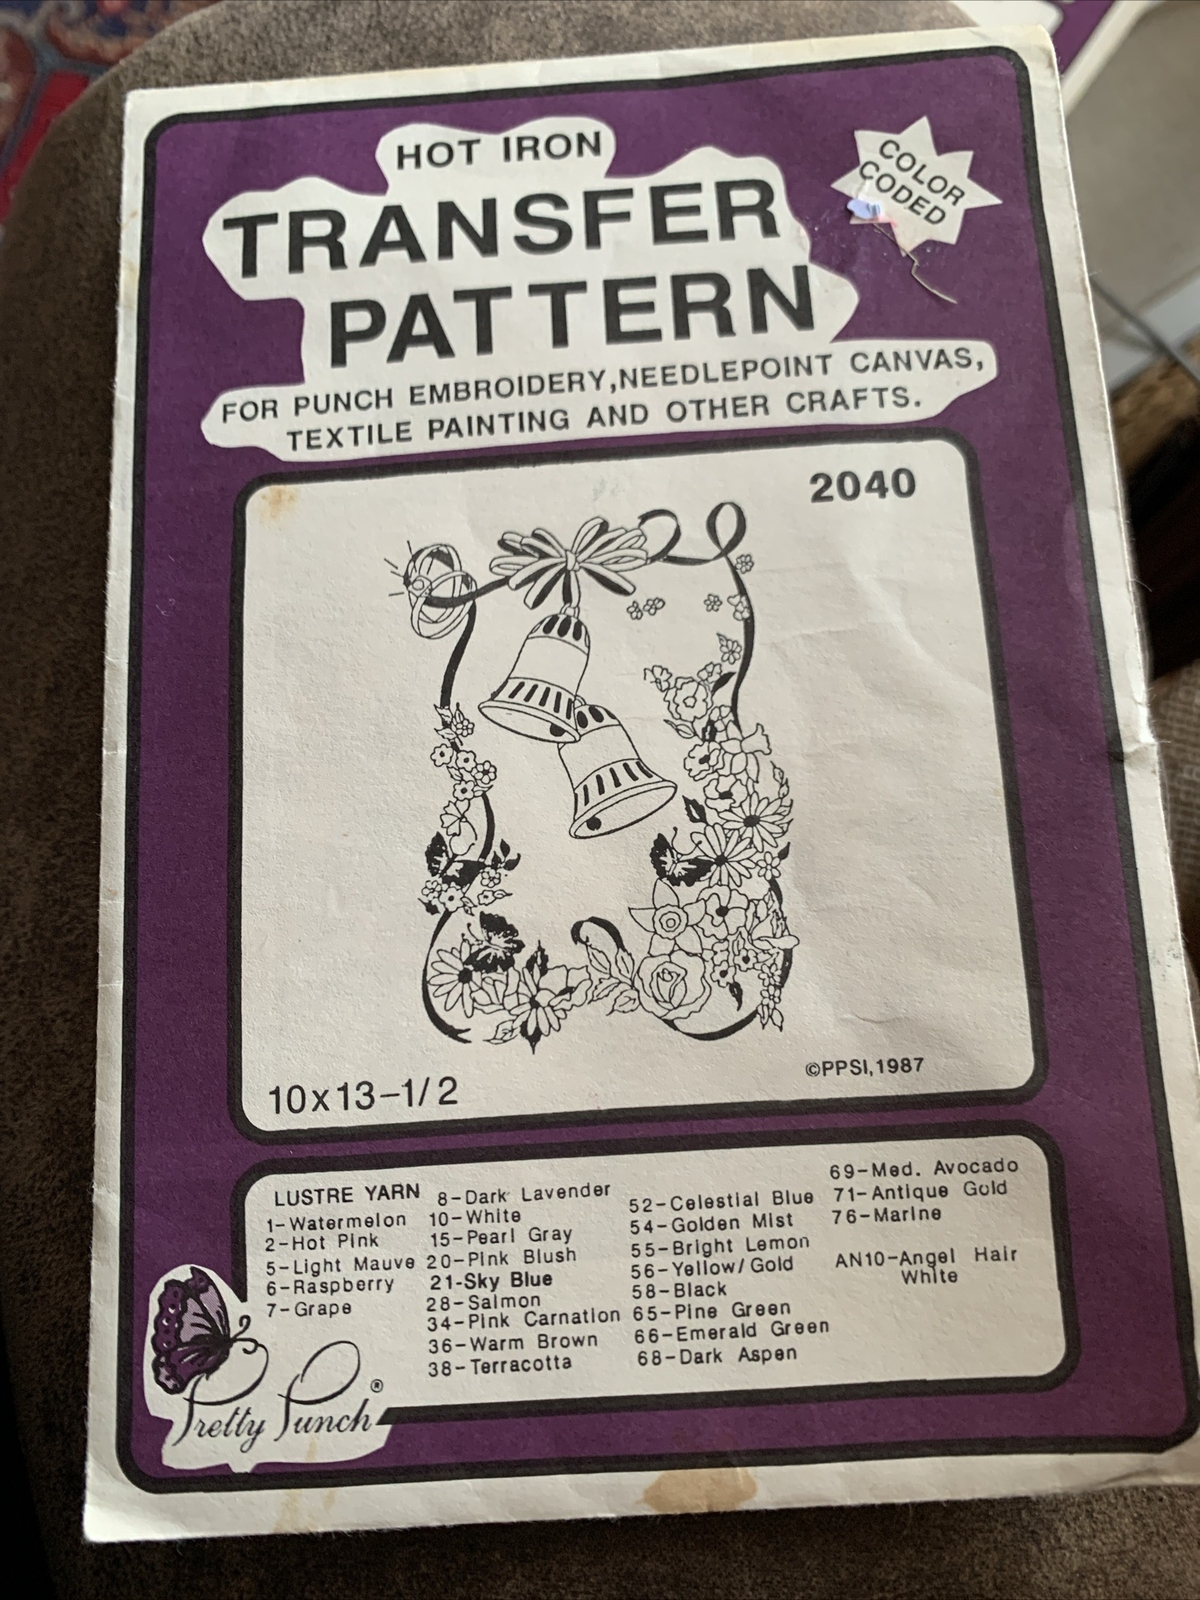 HOT IRON
TRANSFER
PATTERN
FOR PUNCH EMBROIDERY,NEEDLEPOINT CANVAS,
TEXTILE PAINTING AND OTHER CRAFTS.
COLOR
CODED
2040
10x13-1/2
©PPSI,1987
LUSTRE YARN
1-Watermelon
2-Hot Pink
5-Light Mauve
6-Raspberry
7-Grape
8-Dark Lavender
10-White
15-Pearl Gray
20-Pink Blush
21-Sky Blue
28-Salmon
34-Pink Carnation
36-Warm Brown
38-Terracotta
52-Celestial Blue
54-Golden Mist
55-Bright Lemon
56-Yellow/Gold
58-Black
65-Pine Green
66-Emerald Green
68-Dark Aspen
69-Med. Avocado
71-Antique Gold
76-Marine
AN10-Angel Hair
White
Pretty Punch®